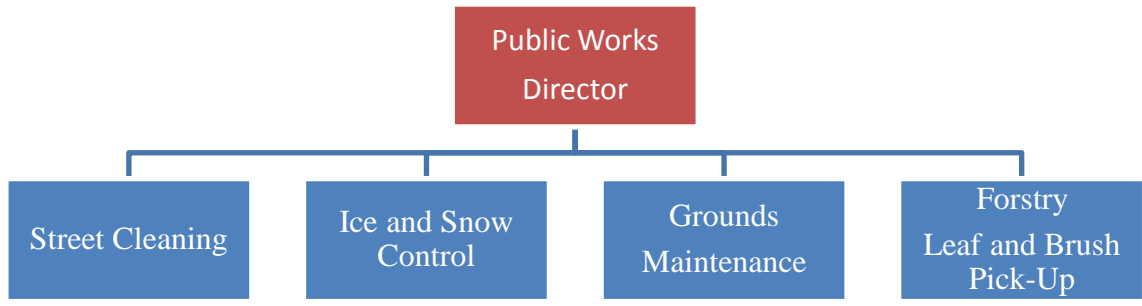 Public Works
Director
Street Cleaning
Ice and Snow
Control
Grounds
Maintenance
Forstry
Leaf and Brush
Pick-Up